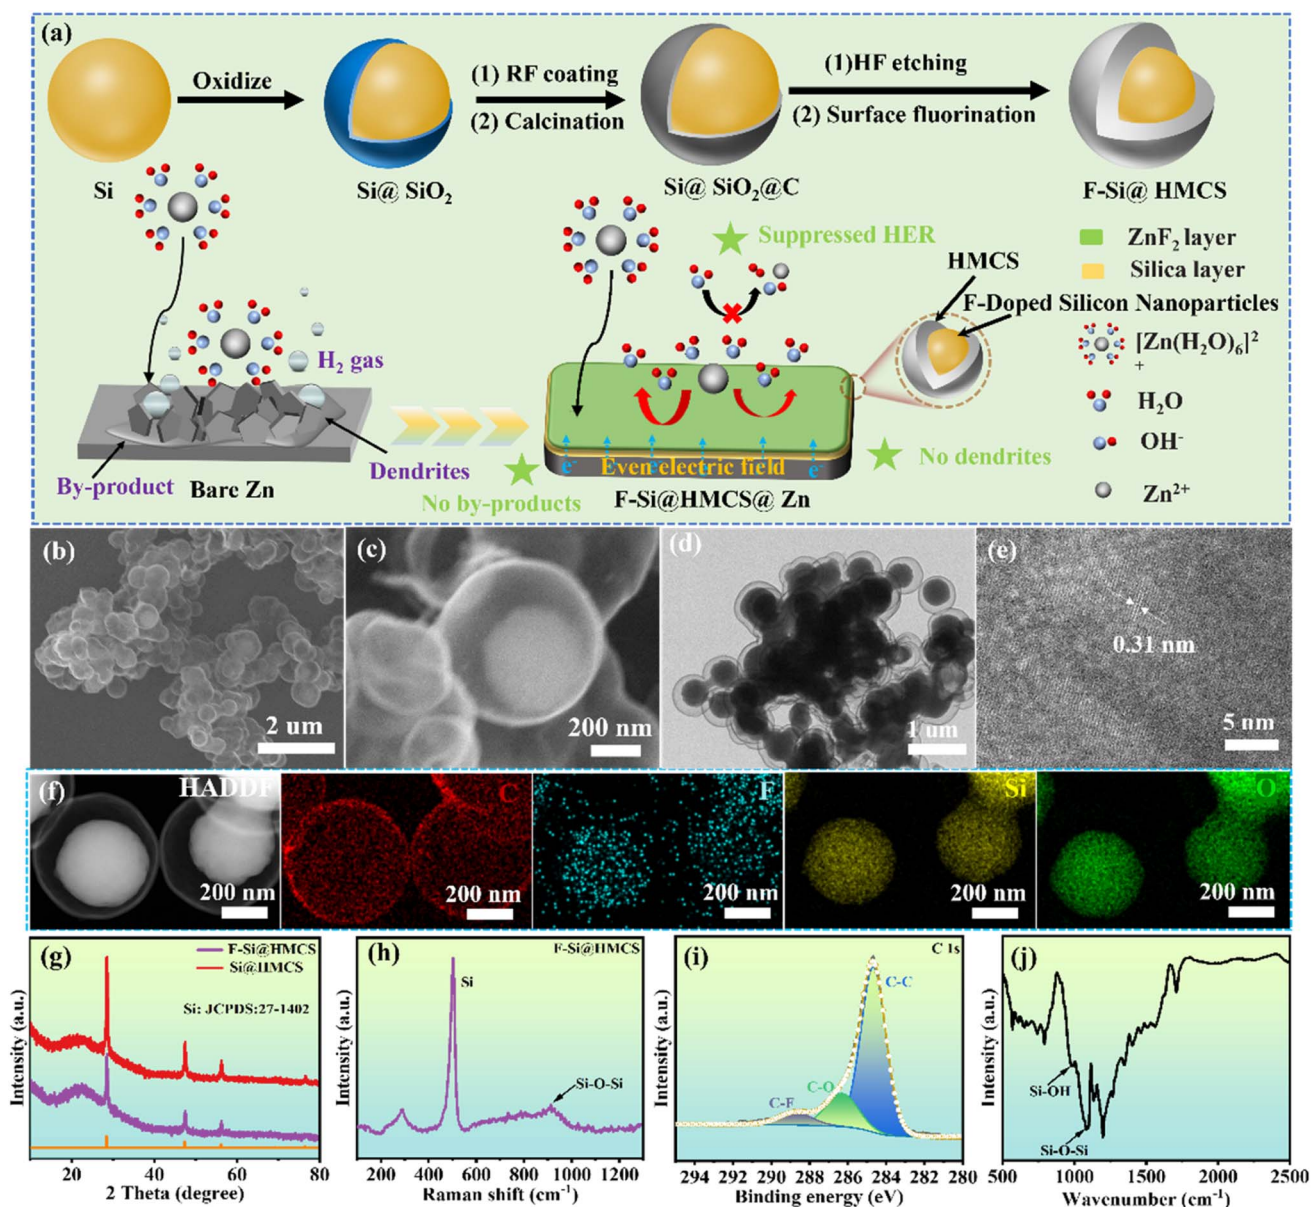 (a)
Oxidize
(1) RF coating
(2) Calcination
(1)HF etching
(2) Surface fluorination
Si
Si@ SiO₂
Si@ SiO₂@C
F-Si@ HMCS
Suppressed HER
ZnF₂ layer
Silica layer
HMCS
F-Doped Silicon Nanoparticles
[Zn(H₂O)₆]²
+
H₂ gas
H₂O
OH⁻
Zn²⁺
Dendrites
By-product
Bare Zn
No by-products
e⁻ Even electric field e⁻
F-Si@HMCS@ Zn
No dendrites
(b)
2 um
(c)
200 nm
(d)
1 um
(e)
0.31 nm
5 nm
(f)
HADDF
200 nm
C
200 nm
F
200 nm
Si
200 nm
O
200 nm
(g)
F-Si@HMCS
Si@HMCS
Si: JCPDS:27-1402
Intensity (a.u.)
20 40 60 80
2 Theta (degree)
(h)
F-Si@HMCS
Si
Si-O-Si
Intensity (a.u.)
300 500 700 900 1100 1300
Raman shift (cm⁻¹)
(i)
C 1s
C-C
C-O
C-F
Intensity (a.u.)
294 292 290 288 286 284 282 280
Binding energy (eV)
(j)
Si-OH
Si-O-Si
Intensity (a.u.)
500 1000 1500 2000 2500
Wavenumber (cm⁻¹)